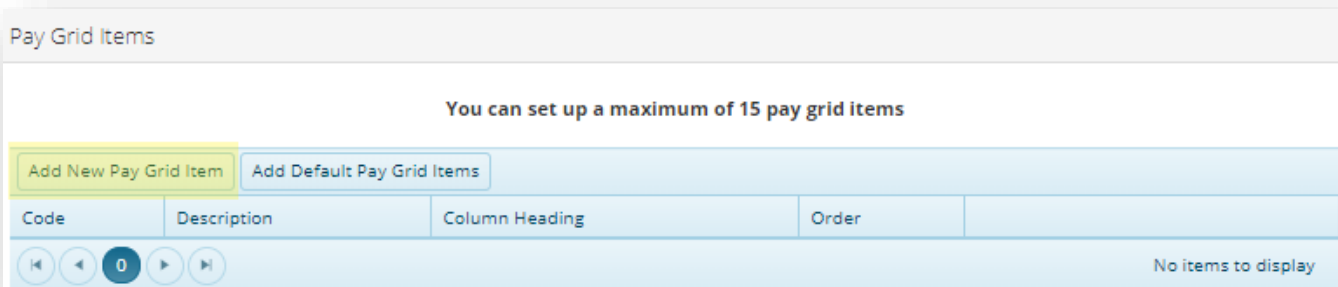 Pay Grid Items
You can set up a maximum of 15 pay grid items
Add New Pay Grid Item Add Default Pay Grid Items
Code Description Column Heading Order
0 No items to display